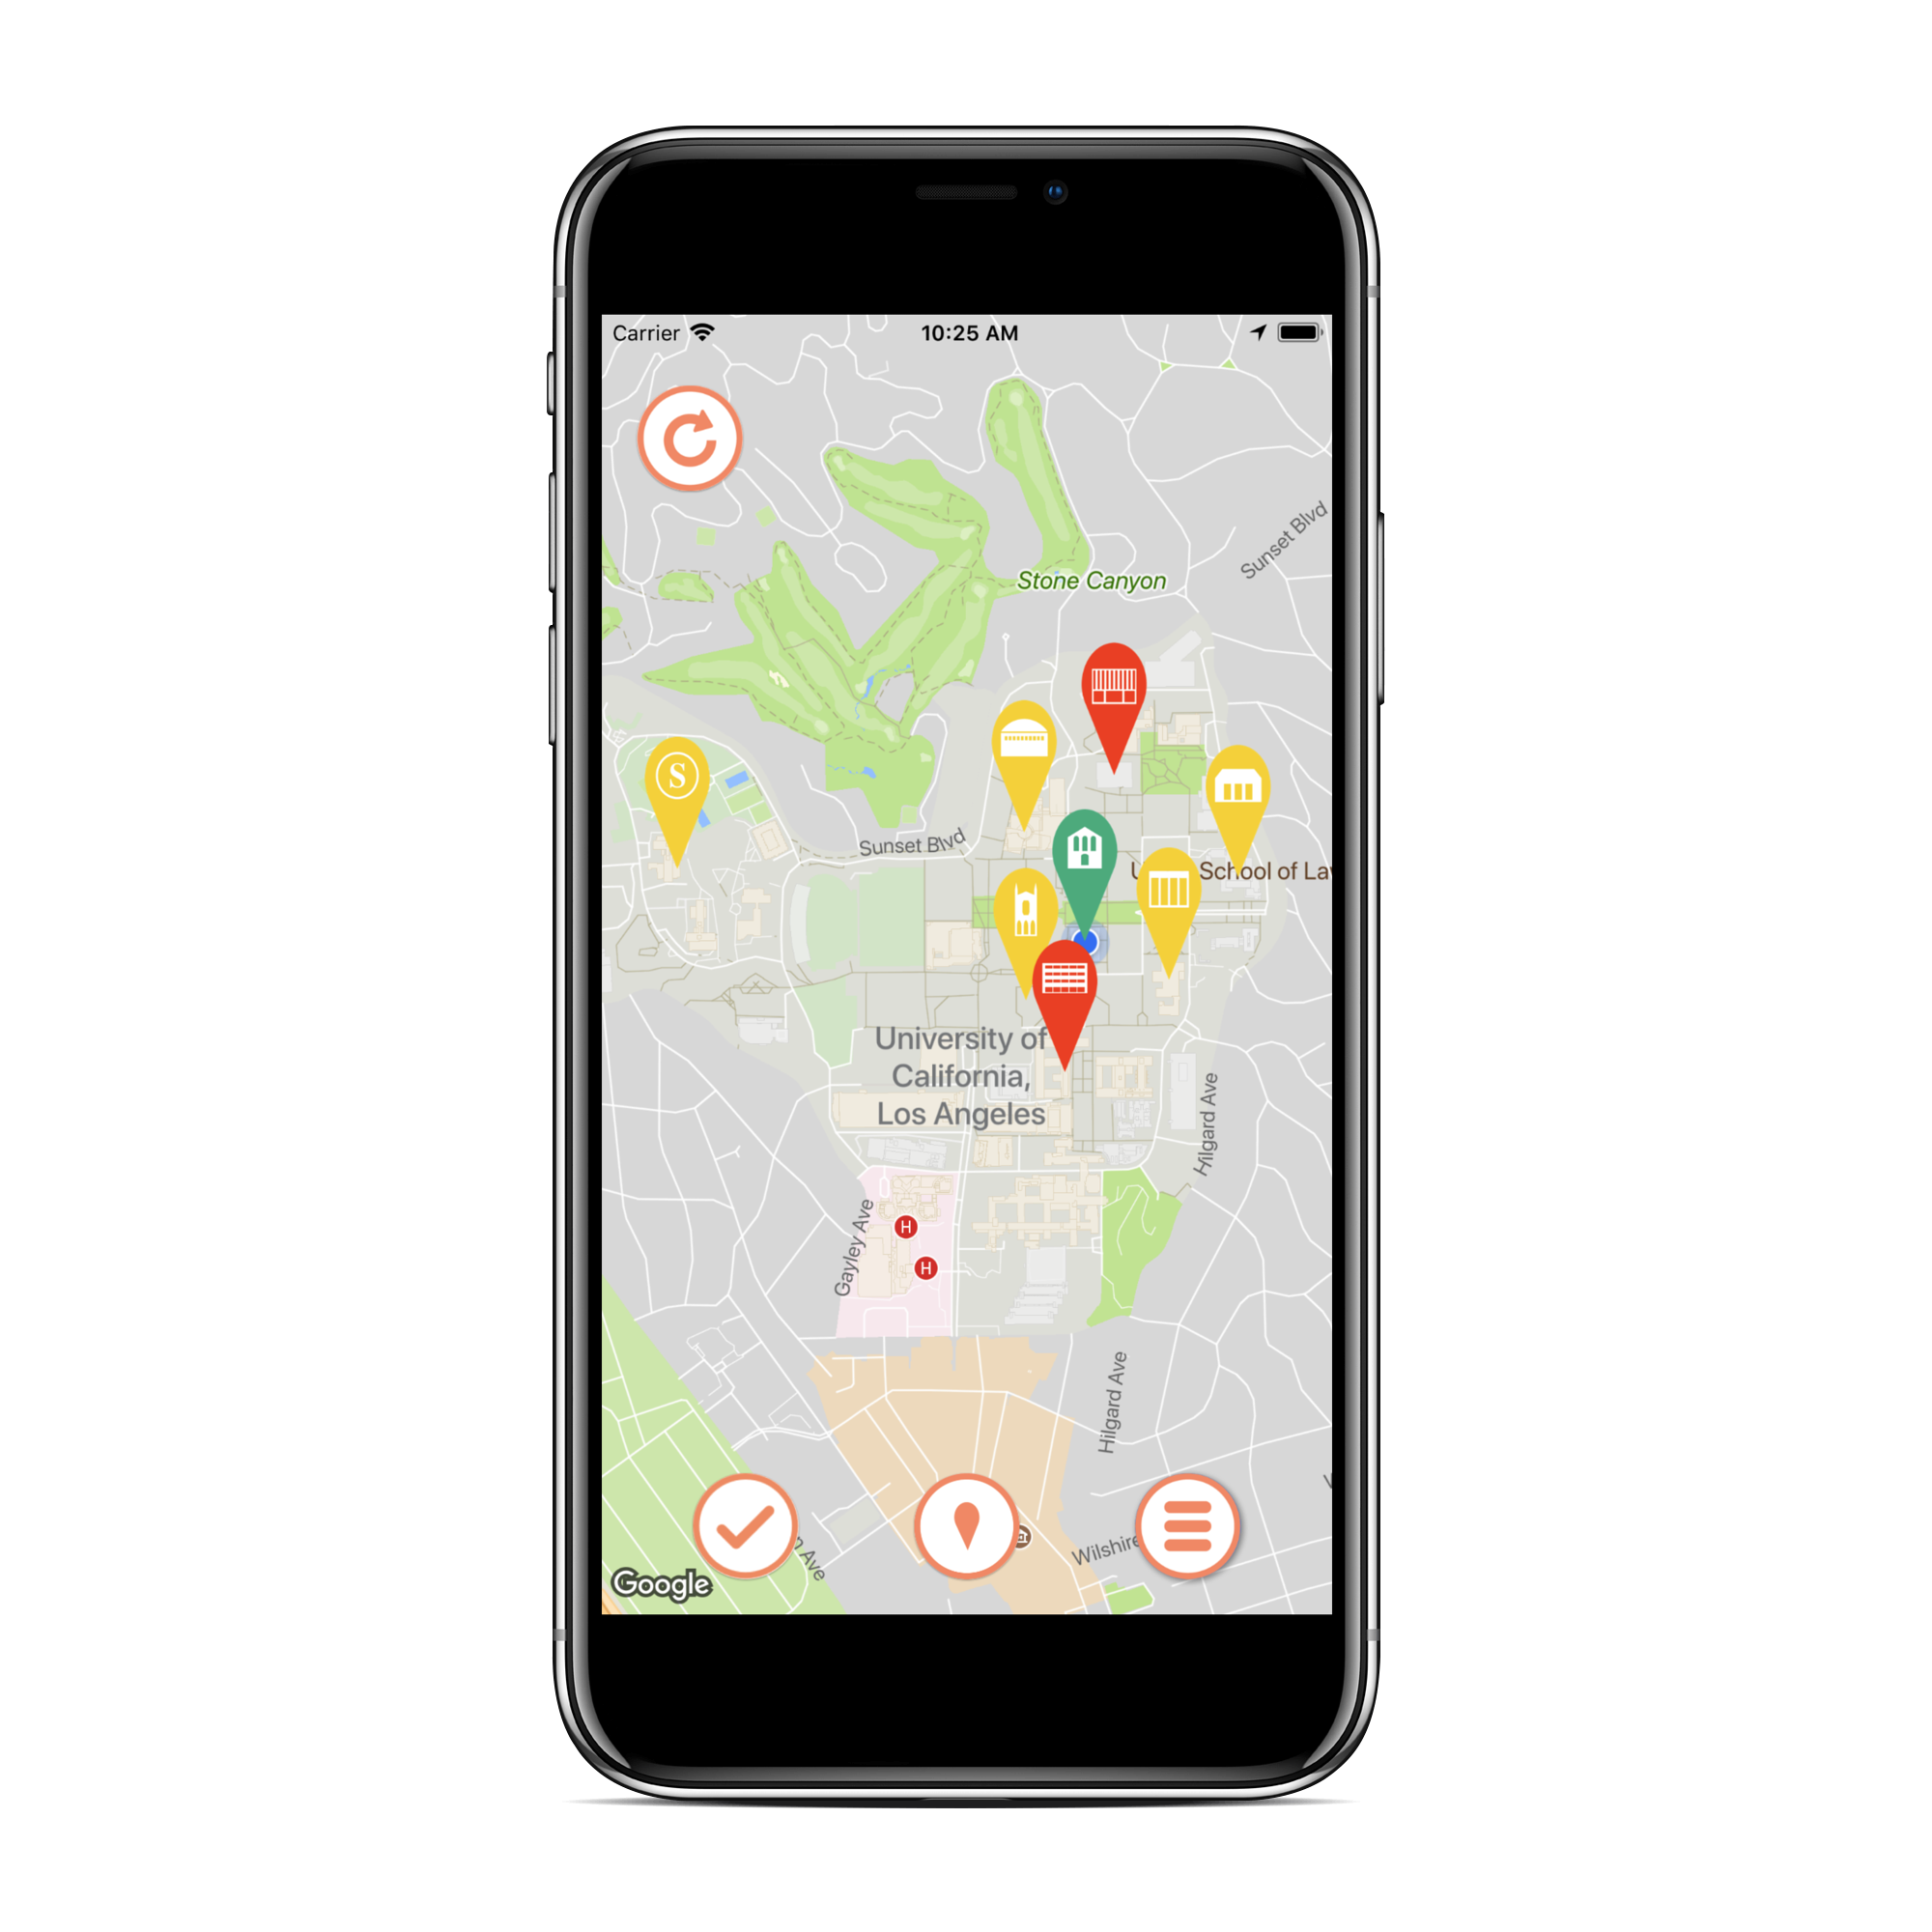 Carrier
10:25 AM
Sunset Blvd
Stone Canyon
S
Sunset Blvd
School of La
University of
California,
Los Angeles
Hilgard Ave
Gayley Ave
H
H
Hilgard Ave
Wilshire
Ave
Google